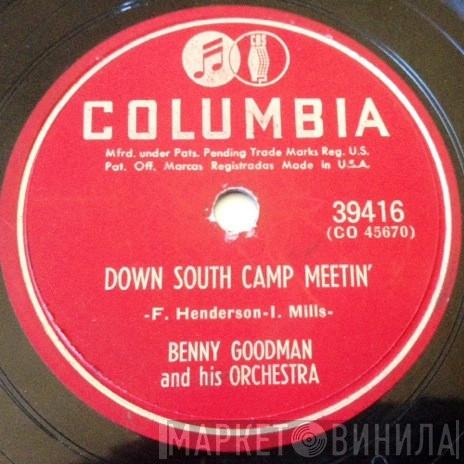 CBS
COLUMBIA
Mfrd. under Pats. Pending Trade Marks Reg. U.S.
Pat. Off. Marcas Registradas Made in U.S.A.
39416
(CO 45670)
DOWN SOUTH CAMP MEETIN'
-F. Henderson-I. Mills-
BENNY GOODMAN
and his ORCHESTRA
МАРКЕТ ВИНИЛА